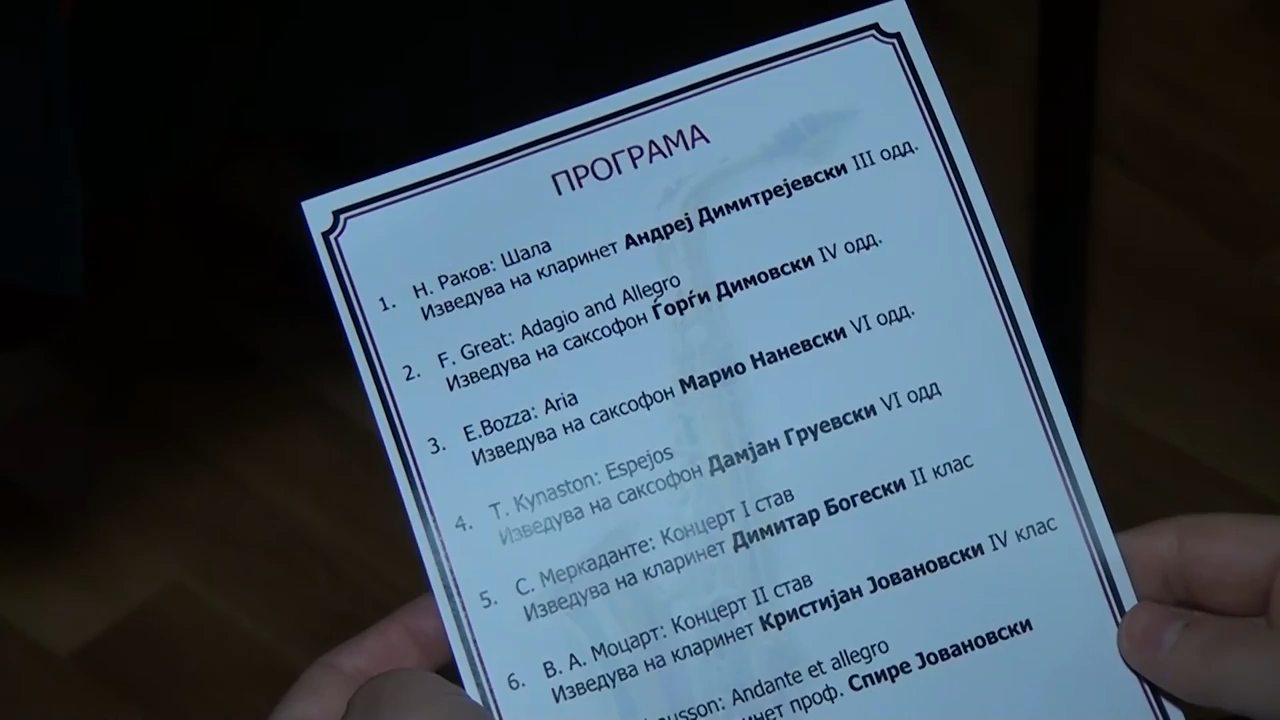 ПРОГРАМА
1. Н. Раков: Шала
Изведува на кларинет Андреј Димитрејевски III одд.
2. F. Great: Adagio and Allegro
Изведува на саксофон Ѓорѓи Димовски IV одд.
3. E.Bozza: Aria
Изведува на саксофон Марио Наневски VI одд.
4. T. Kynaston: Espejos
Изведува на саксофон Дамјан Груевски VI одд
5. С. Меркаданте: Концерт I став
Изведува на кларинет Димитар Богески II клас
6. В. А. Моцарт: Концерт II став
Изведува на кларинет Кристијан Јовановски IV клас
Andante et allegro
проф. Спире Јовановски